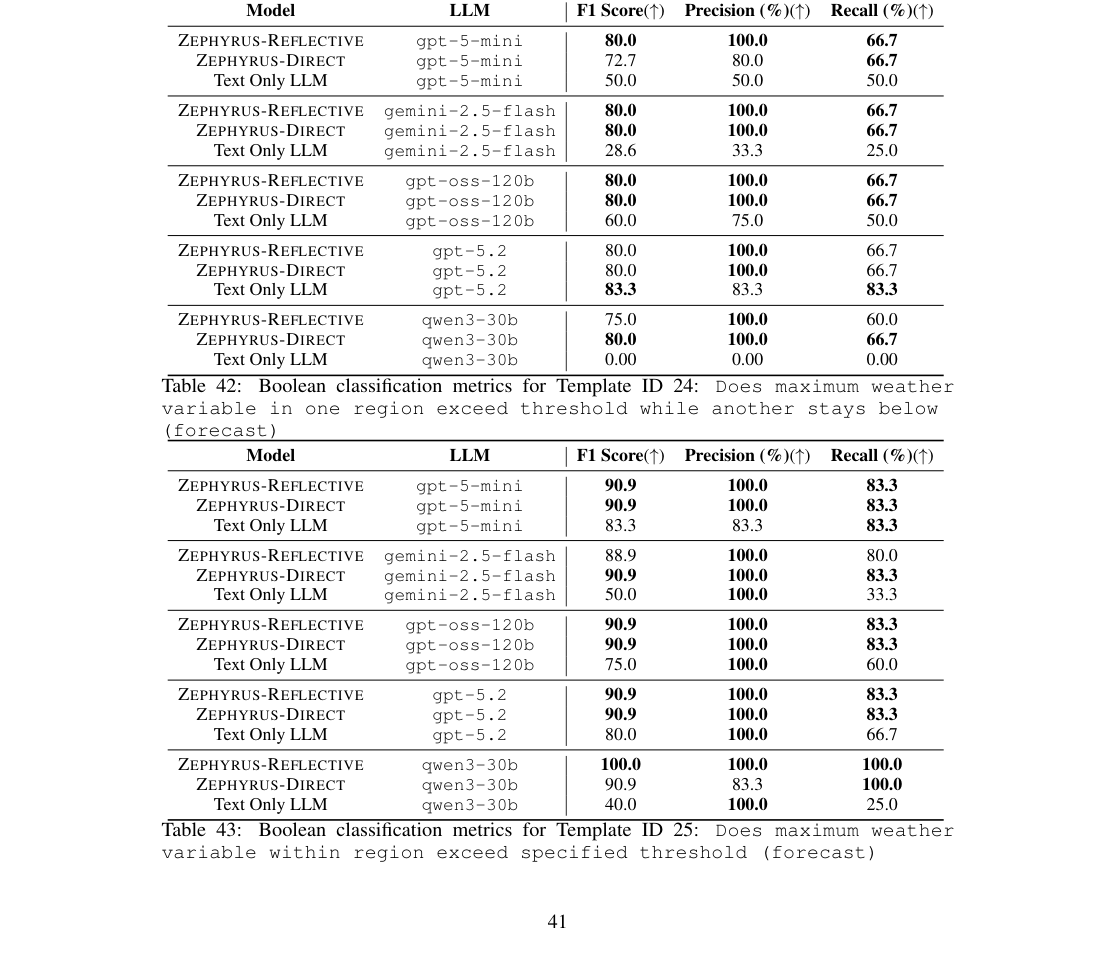 Model LLM F1 Score(↑) Precision (%)(↑) Recall (%)(↑)
ZEPHYRUS-REFLECTIVE gpt-5-mini 80.0 100.0 66.7
ZEPHYRUS-DIRECT gpt-5-mini 72.7 80.0 66.7
Text Only LLM gpt-5-mini 50.0 50.0 50.0
ZEPHYRUS-REFLECTIVE gemini-2.5-flash 80.0 100.0 66.7
ZEPHYRUS-DIRECT gemini-2.5-flash 80.0 100.0 66.7
Text Only LLM gemini-2.5-flash 28.6 33.3 25.0
ZEPHYRUS-REFLECTIVE gpt-oss-120b 80.0 100.0 66.7
ZEPHYRUS-DIRECT gpt-oss-120b 80.0 100.0 66.7
Text Only LLM gpt-oss-120b 60.0 75.0 50.0
ZEPHYRUS-REFLECTIVE gpt-5.2 80.0 100.0 66.7
ZEPHYRUS-DIRECT gpt-5.2 80.0 100.0 66.7
Text Only LLM gpt-5.2 83.3 83.3 83.3
ZEPHYRUS-REFLECTIVE qwen3-30b 75.0 100.0 60.0
ZEPHYRUS-DIRECT qwen3-30b 80.0 100.0 66.7
Text Only LLM qwen3-30b 0.00 0.00 0.00
Table 42: Boolean classification metrics for Template ID 24: Does maximum weather
variable in one region exceed threshold while another stays below
(forecast)
Model LLM F1 Score(↑) Precision (%)(↑) Recall (%)(↑)
ZEPHYRUS-REFLECTIVE gpt-5-mini 90.9 100.0 83.3
ZEPHYRUS-DIRECT gpt-5-mini 90.9 100.0 83.3
Text Only LLM gpt-5-mini 83.3 83.3 83.3
ZEPHYRUS-REFLECTIVE gemini-2.5-flash 88.9 100.0 80.0
ZEPHYRUS-DIRECT gemini-2.5-flash 90.9 100.0 83.3
Text Only LLM gemini-2.5-flash 50.0 100.0 33.3
ZEPHYRUS-REFLECTIVE gpt-oss-120b 90.9 100.0 83.3
ZEPHYRUS-DIRECT gpt-oss-120b 90.9 100.0 83.3
Text Only LLM gpt-oss-120b 75.0 100.0 60.0
ZEPHYRUS-REFLECTIVE gpt-5.2 90.9 100.0 83.3
ZEPHYRUS-DIRECT gpt-5.2 90.9 100.0 83.3
Text Only LLM gpt-5.2 80.0 100.0 66.7
ZEPHYRUS-REFLECTIVE qwen3-30b 100.0 100.0 100.0
ZEPHYRUS-DIRECT qwen3-30b 90.9 83.3 100.0
Text Only LLM qwen3-30b 40.0 100.0 25.0
Table 43: Boolean classification metrics for Template ID 25: Does maximum weather
variable within region exceed specified threshold (forecast)
41